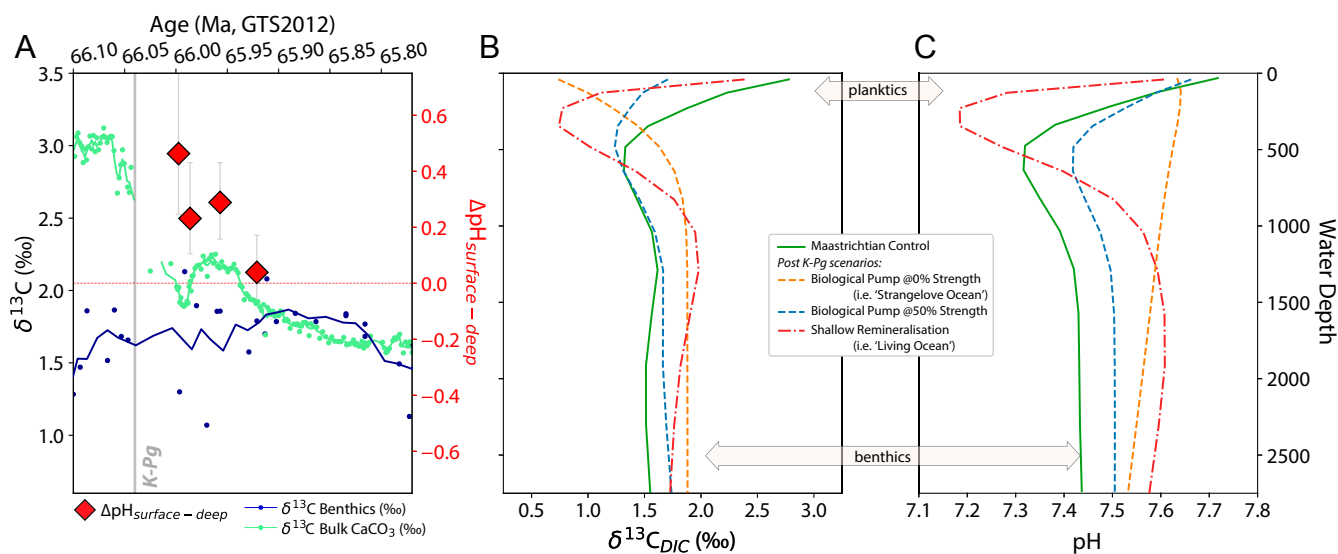 Age (Ma, GTS2012)
A
B
C
66.10 66.05 66.00 65.95 65.90 65.85 65.80
3.5
3.0
2.5
2.0
1.5
1.0
δ¹³C (‰)
K-Pg
0.6
0.4
0.2
0.0
−0.2
−0.4
−0.6
ΔpHsurface−deep
ΔpHsurface−deep
δ¹³C Benthics (‰)
δ¹³C Bulk CaCO₃ (‰)
planktics
benthics
Maastrichtian Control
Post K-Pg scenarios:
Biological Pump @0% Strength
(i.e. ‘Strangelove Ocean’)
Biological Pump @50% Strength
Shallow Remineralisation
(i.e. ‘Living Ocean’)
0.5 1.0 1.5 2.0 2.5 3.0
δ¹³CDIC (‰)
7.1 7.2 7.3 7.4 7.5 7.6 7.7 7.8
pH
0
500
1000
1500
2000
2500
Water Depth